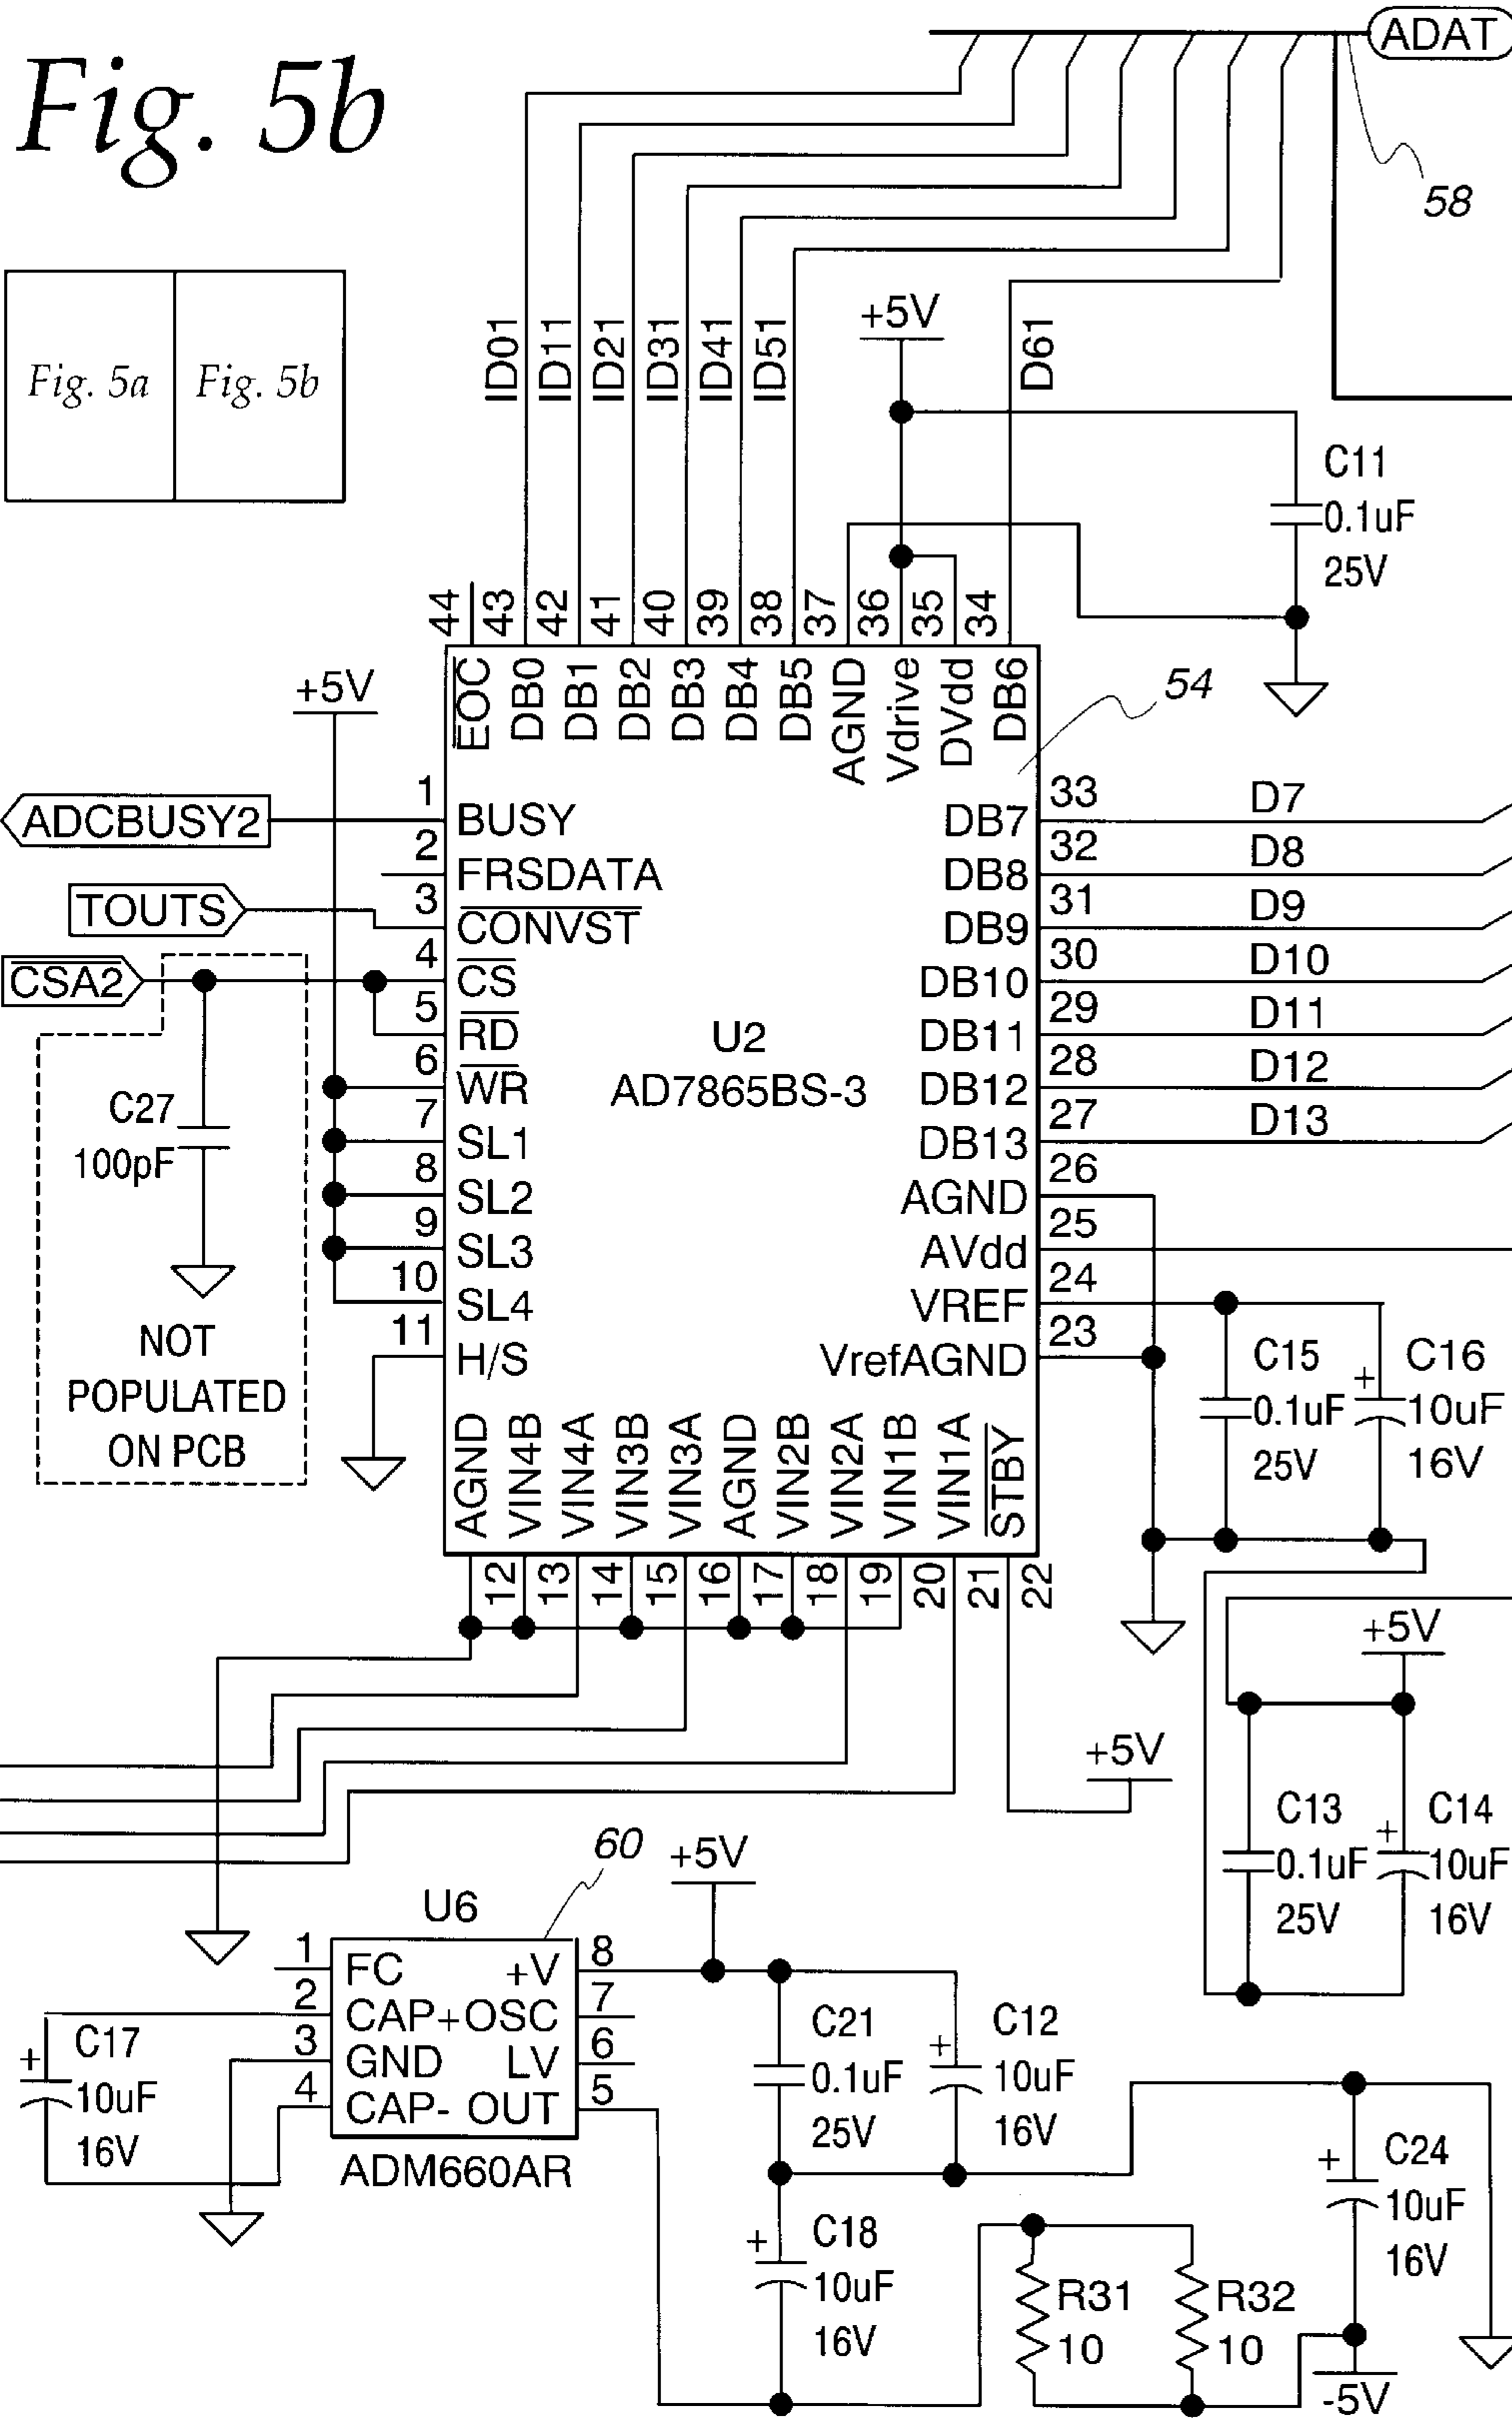 Fig. 5b
ADAT
58
Fig. 5a
Fig. 5b
ID01
ID11
ID21
ID31
ID41
ID51
D61
+5V
C11
0.1uF
25V
44
43
42
41
40
39
38
37
36
35
34
EOC
DB0
DB1
DB2
DB3
DB4
DB5
AGND
Vdrive
DVdd
DB6
54
+5V
ADCBUSY2
TOUTS
CSA2
1
BUSY
2
FRSDATA
3
CONVST
4
CS
5
RD
6
WR
7
SL1
8
SL2
9
SL3
10
SL4
11
H/S
U2
AD7865BS-3
DB7
33
D7
DB8
32
D8
DB9
31
D9
DB10
30
D10
DB11
29
D11
DB12
28
D12
DB13
27
D13
AGND
26
AVdd
25
VREF
24
VrefAGND
23
C27
100pF
NOT
POPULATED
ON PCB
C15
0.1uF
25V
C16
+
10uF
16V
AGND
VIN4B
VIN4A
VIN3B
VIN3A
AGND
VIN2B
VIN2A
VIN1B
VIN1A
STBY
12
13
14
15
16
17
18
19
20
21
22
+5V
+5V
C13
0.1uF
25V
C14
+
10uF
16V
60
U6
+5V
1
FC
+V
8
2
CAP+
OSC
7
3
GND
LV
6
4
CAP-
OUT
5
ADM660AR
C17
+
10uF
16V
C21
0.1uF
25V
C12
+
10uF
16V
C18
+
10uF
16V
R31
10
R32
10
C24
+
10uF
16V
-5V